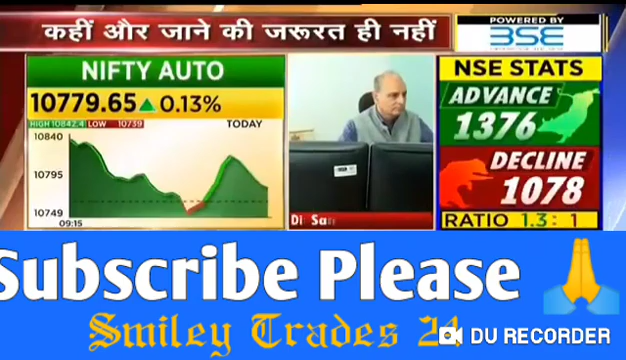 कहीं और जाने की जरूरत ही नहीं
POWERED BY
BSE
NIFTY AUTO
10779.65 ▲ 0.13%
HIGH 10842.4 LOW 10739
TODAY
10840
10795
10749
09:15
NSE STATS
ADVANCE
1376
DECLINE
1078
RATIO 1.3 : 1
Subscribe Please 🙏
Smiley Trades
DU RECORDER